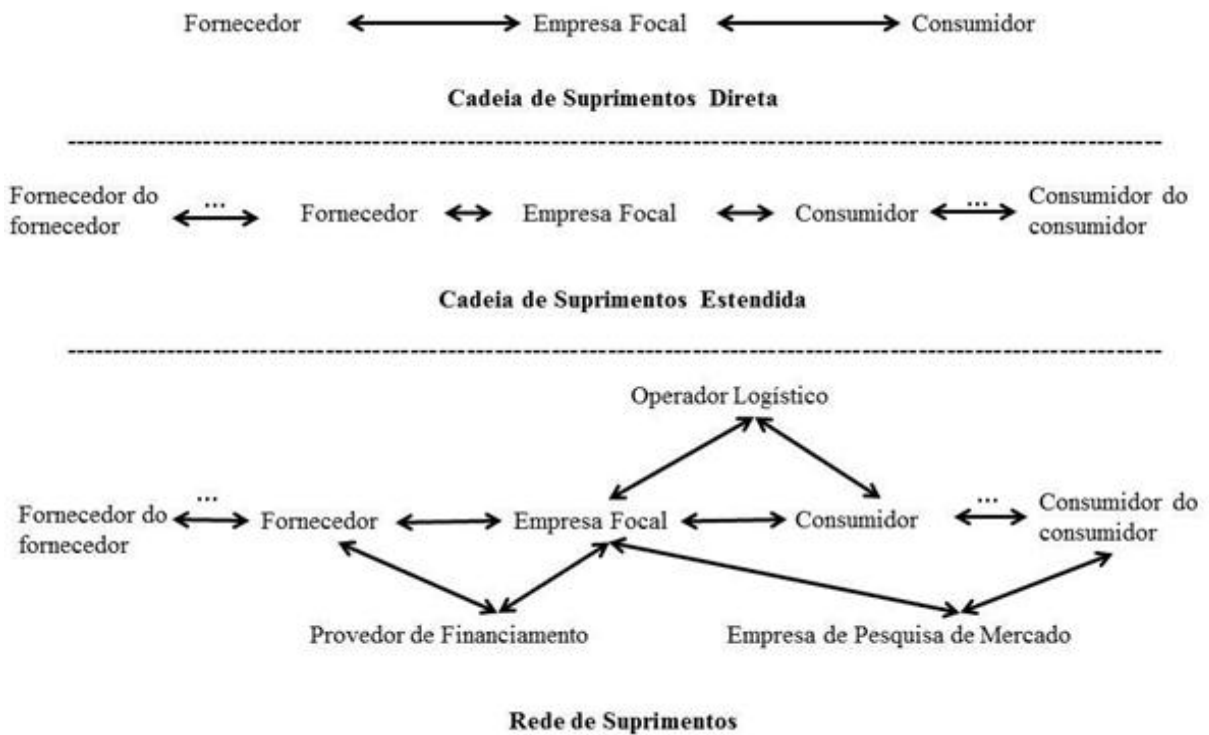 Fornecedor Empresa Focal Consumidor
Cadeia de Suprimentos Direta
Fornecedor do
fornecedor
...
Fornecedor
Empresa Focal
Consumidor
...
Consumidor do
consumidor
Cadeia de Suprimentos Estendida
Operador Logístico
Fornecedor do
fornecedor
...
Fornecedor
Empresa Focal
Consumidor
...
Consumidor do
consumidor
Provedor de Financiamento
Empresa de Pesquisa de Mercado
Rede de Suprimentos